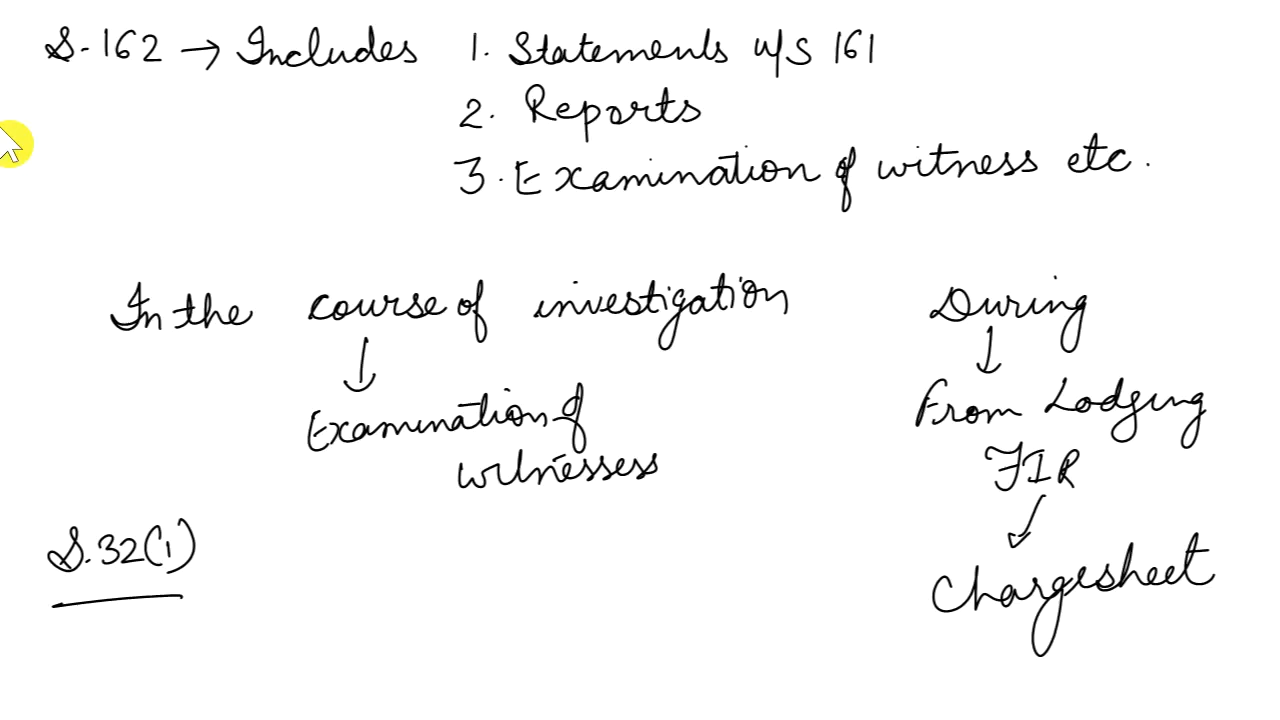 S-162 → Includes 1. Statements u/S 161
2. Reports
3. Examination of witness etc.
In the course of investigation During
↓ ↓
Examination of From Lodging
witnessess FIR
↓
S.32(1) Chargesheet